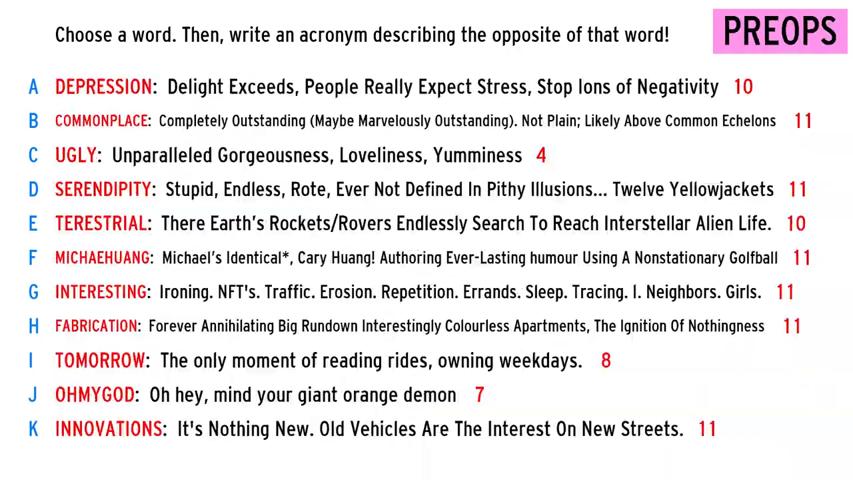 Choose a word. Then, write an acronym describing the opposite of that word!
PREOPS
A DEPRESSION: Delight Exceeds, People Really Expect Stress, Stop Ions of Negativity 10
B COMMONPLACE: Completely Outstanding (Maybe Marvelously Outstanding). Not Plain; Likely Above Common Echelons 11
C UGLY: Unparalleled Gorgeousness, Loveliness, Yumminess 4
D SERENDIPITY: Stupid, Endless, Rote, Ever Not Defined In Pithy Illusions... Twelve Yellowjackets 11
E TERESTRIAL: There Earth's Rockets/Rovers Endlessly Search To Reach Interstellar Alien Life. 10
F MICHAEHUANG: Michael's Identical*, Cary Huang! Authoring Ever-Lasting humour Using A Nonstationary Golfball 11
G INTERESTING: Ironing. NFT's. Traffic. Erosion. Repetition. Errands. Sleep. Tracing. I. Neighbors. Girls. 11
H FABRICATION: Forever Annihilating Big Rundown Interestingly Colourless Apartments, The Ignition Of Nothingness 11
I TOMORROW: The only moment of reading rides, owning weekdays. 8
J OHMYGOD: Oh hey, mind your giant orange demon 7
K INNOVATIONS: It's Nothing New. Old Vehicles Are The Interest On New Streets. 11